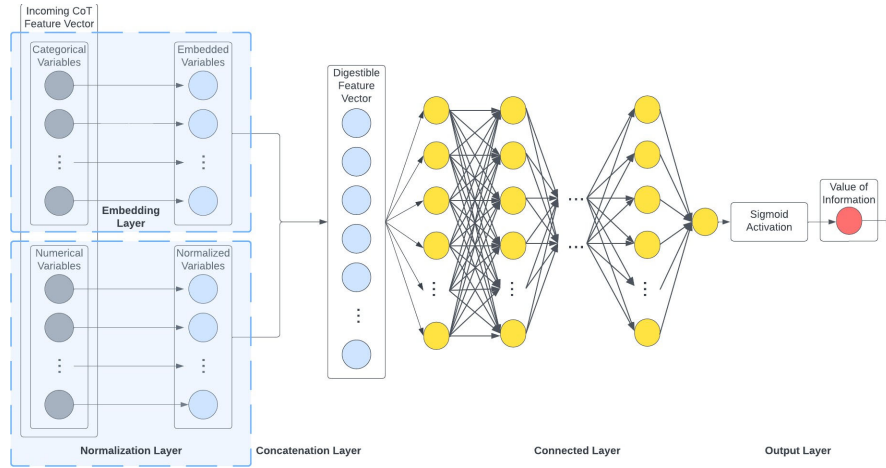 Incoming CoT
Feature Vector
Categorical
Variables
Embedded
Variables
Embedding
Layer
Numerical
Variables
Normalized
Variables
Normalization Layer
Digestible
Feature
Vector
Concatenation Layer
Connected Layer
Sigmoid
Activation
Value of
Information
Output Layer